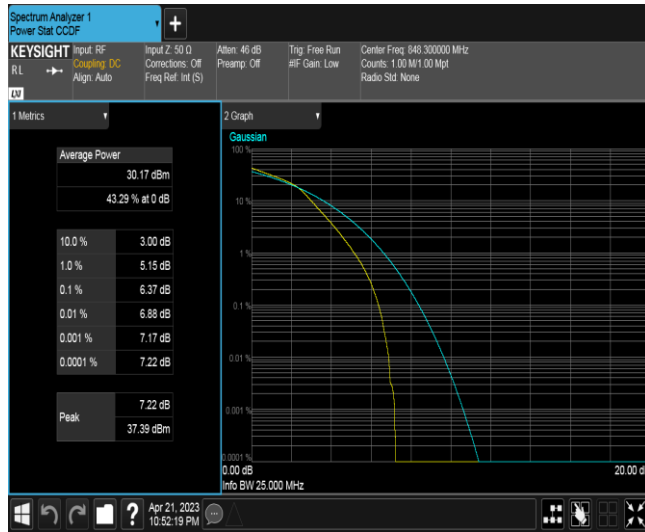 Spectrum Analyzer 1
Power Stat CCDF
+
KEYSIGHT
RL
LXI
Input: RF
Coupling: DC
Align: Auto
Input Z: 50 Ω
Corrections: Off
Freq Ref: Int (S)
Atten: 46 dB
Preamp: Off
Trig: Free Run
#IF Gain: Low
Center Freq: 848.300000 MHz
Counts: 1.00 M/1.00 Mpt
Radio Std: None
1 Metrics
Average Power
30.17 dBm
43.29 % at 0 dB
10.0 % 3.00 dB
1.0 % 5.15 dB
0.1 % 6.37 dB
0.01 % 6.88 dB
0.001 % 7.17 dB
0.0001 % 7.22 dB
Peak
7.22 dB
37.39 dBm
2 Graph
Gaussian
100 %
10 %
1 %
0.1 %
0.01 %
0.001 %
0.0001 %
0.00 dB
20.00 d
Info BW 25.000 MHz
?
Apr 21, 2023
10:52:19 PM